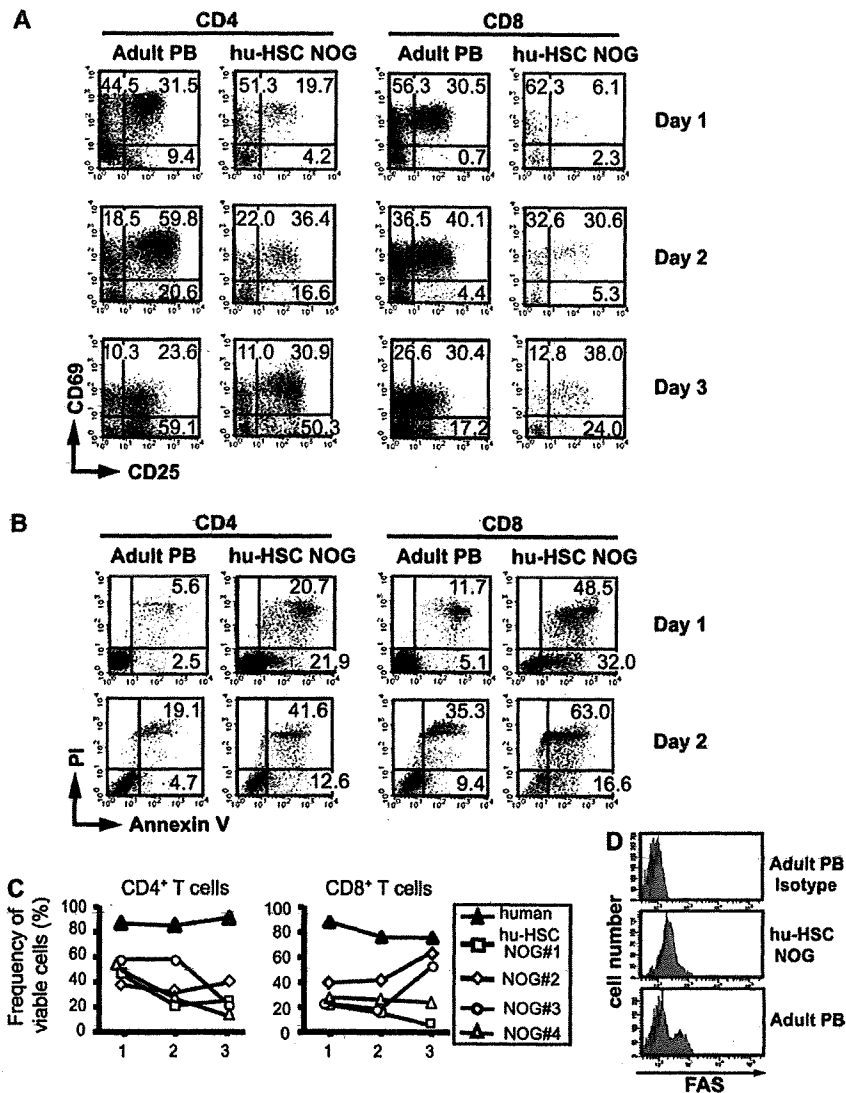 A
CD4 CD8
Adult PB hu-HSC NOG Adult PB hu-HSC NOG
44.5 31.5 51.3 19.7 56.3 30.5 62.3 6.1
9.4 4.2 0.7 2.3
Day 1
18.5 59.8 22.0 36.4 36.5 40.1 32.6 30.6
20.6 16.6 4.4 5.3
Day 2
10.3 23.6 11.0 30.9 26.6 30.4 12.8 38.0
59.1 50.3 17.2 24.0
Day 3
CD69
CD25
B
CD4 CD8
Adult PB hu-HSC NOG Adult PB hu-HSC NOG
5.6 20.7 11.7 48.5
2.5 21.9 5.1 32.0
Day 1
19.1 41.6 35.3 63.0
4.7 12.6 9.4 16.6
Day 2
PI
Annexin V
C
CD4⁺ T cells CD8⁺ T cells
Frequency of
viable cells (%)
100 100
80 80
60 60
40 40
20 20
0 0
1 2 3 1 2 3
human
hu-HSC
NOG#1
NOG#2
NOG#3
NOG#4
D
cell number
Adult PB
Isotype
hu-HSC
NOG
Adult PB
FAS